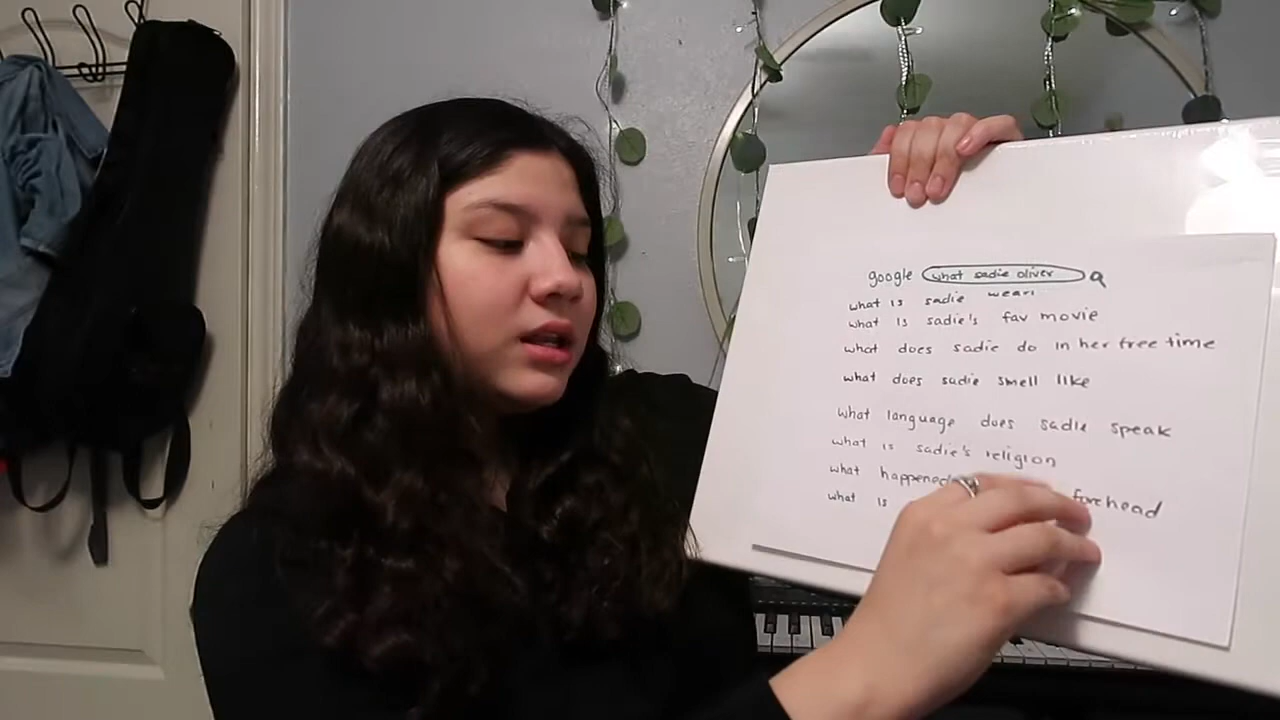 google what sadie oliver
what is sadie wear
what is sadie's fav movie
what does sadie do in her free time
what does sadie smell like
what language does sadie speak
what is sadie's religion
what happened forehead
what is